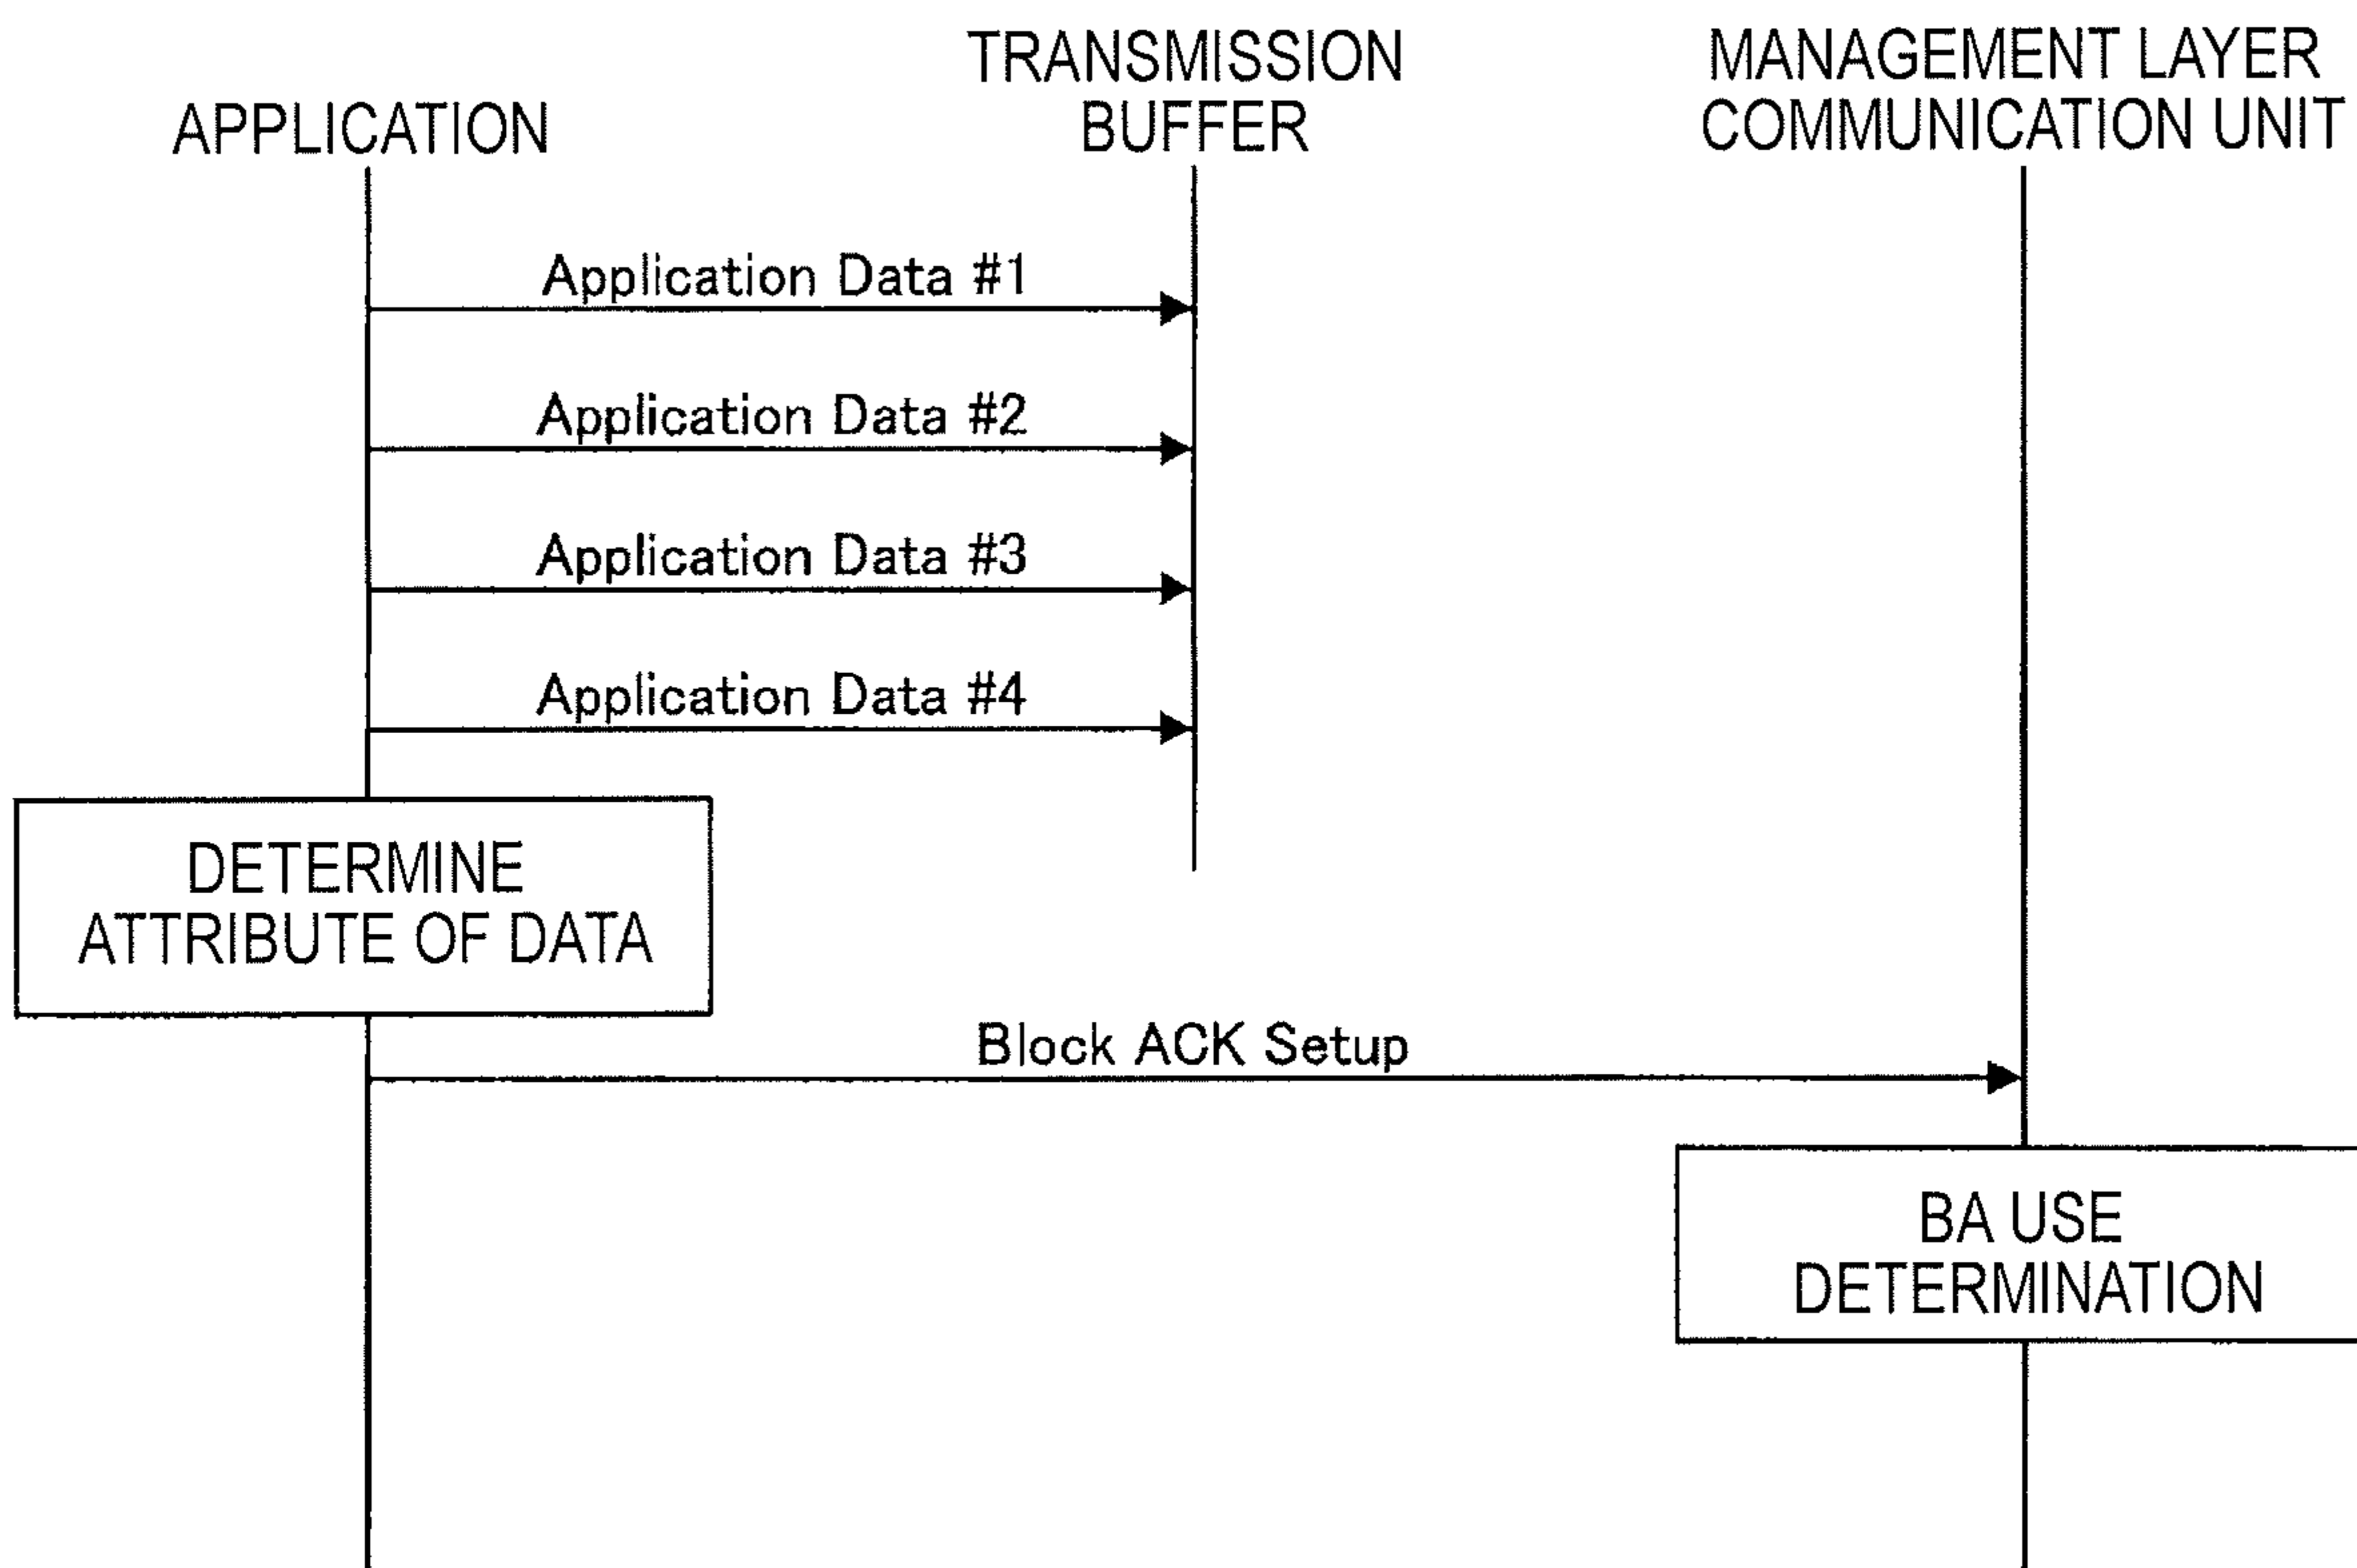 APPLICATION
TRANSMISSION
BUFFER
MANAGEMENT LAYER
COMMUNICATION UNIT
Application Data #1
Application Data #2
Application Data #3
Application Data #4
DETERMINE
ATTRIBUTE OF DATA
Block ACK Setup
BA USE
DETERMINATION